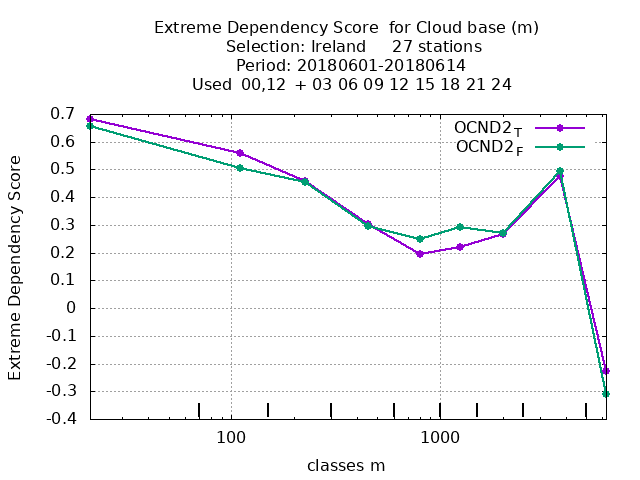 Extreme Dependency Score  for Cloud base (m)
Selection: Ireland     27 stations
Period: 20180601-20180614
Used  00,12  + 03 06 09 12 15 18 21 24
OCND2T
OCND2F
0.7
0.6
0.5
0.4
0.3
0.2
0.1
0
-0.1
-0.2
-0.3
-0.4
Extreme Dependency Score
100 1000
classes m